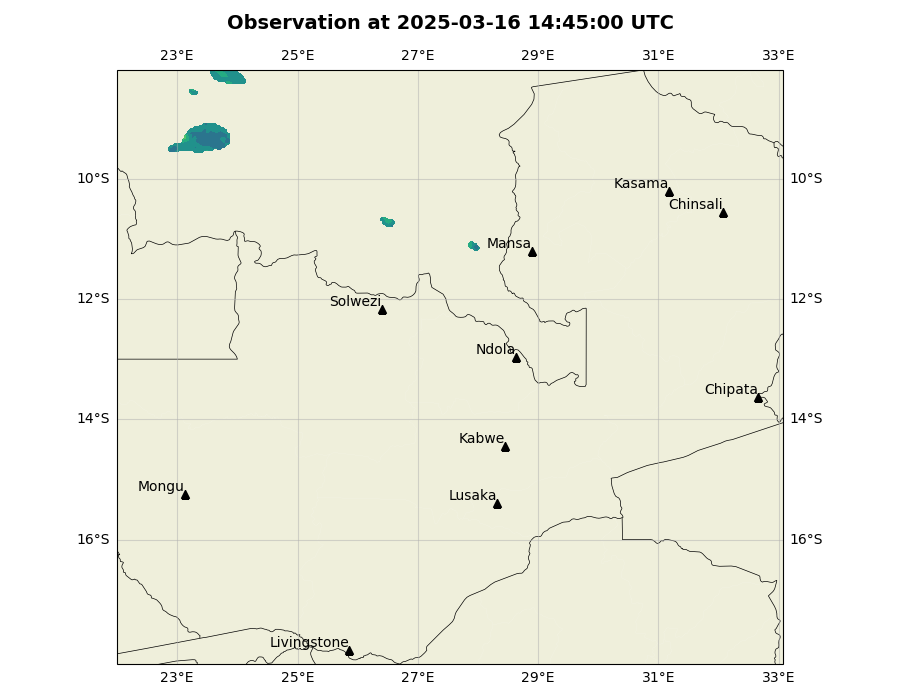 Observation at 2025-03-16 14:45:00 UTC
23°E 25°E 27°E 29°E 31°E 33°E
10°S 10°S
Kasama
Chinsali
Mansa
12°S 12°S
Solwezi
Ndola
Chipata
14°S 14°S
Kabwe
Mongu
Lusaka
16°S 16°S
Livingstone
23°E 25°E 27°E 29°E 31°E 33°E